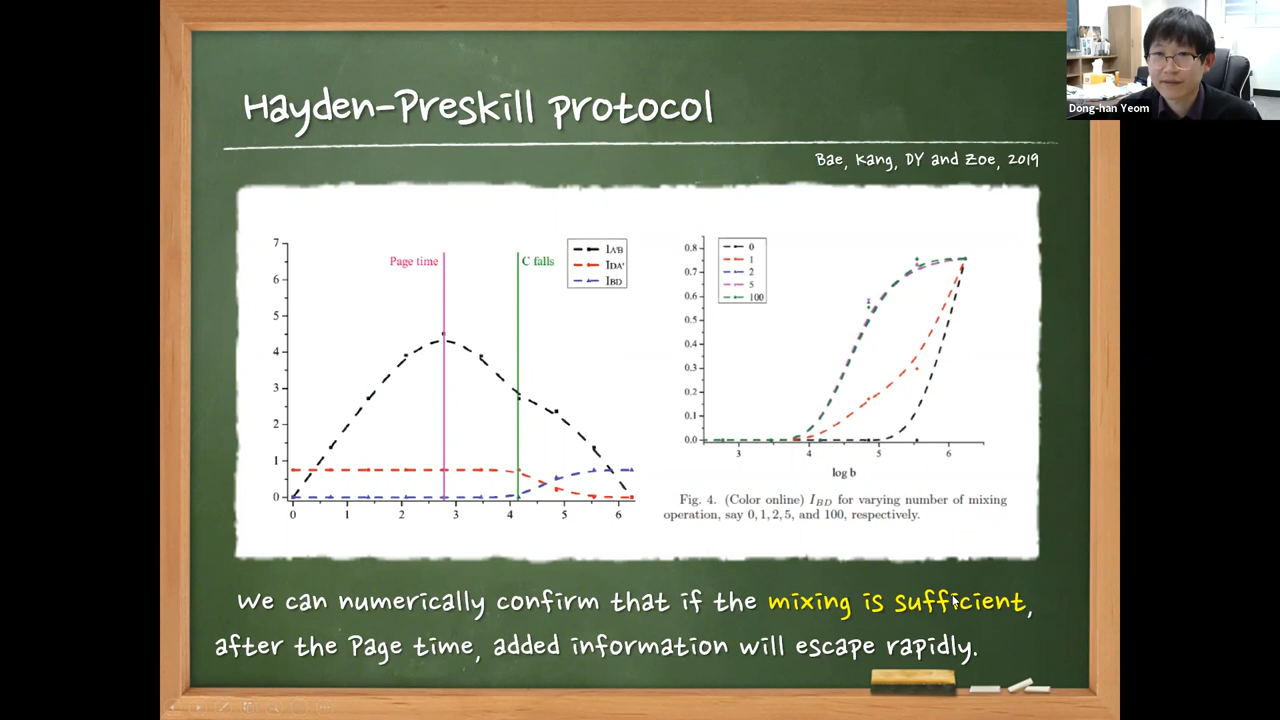 Hayden-Preskill protocol
Dong-han Yeom
Bae, Kang, DY and Zoe, 2019
7
6
5
4
3
2
1
0
0 1 2 3 4 5 6
Page time
C falls
IA'B
IDA'
IBD
0.8
0.7
0.6
0.5
0.4
0.3
0.2
0.1
0.0
3 4 5 6
log b
0
1
2
5
100
Fig. 4. (Color online) IBD for varying number of mixing
operation, say 0, 1, 2, 5, and 100, respectively.
We can numerically confirm that if the mixing is sufficient,
after the Page time, added information will escape rapidly.